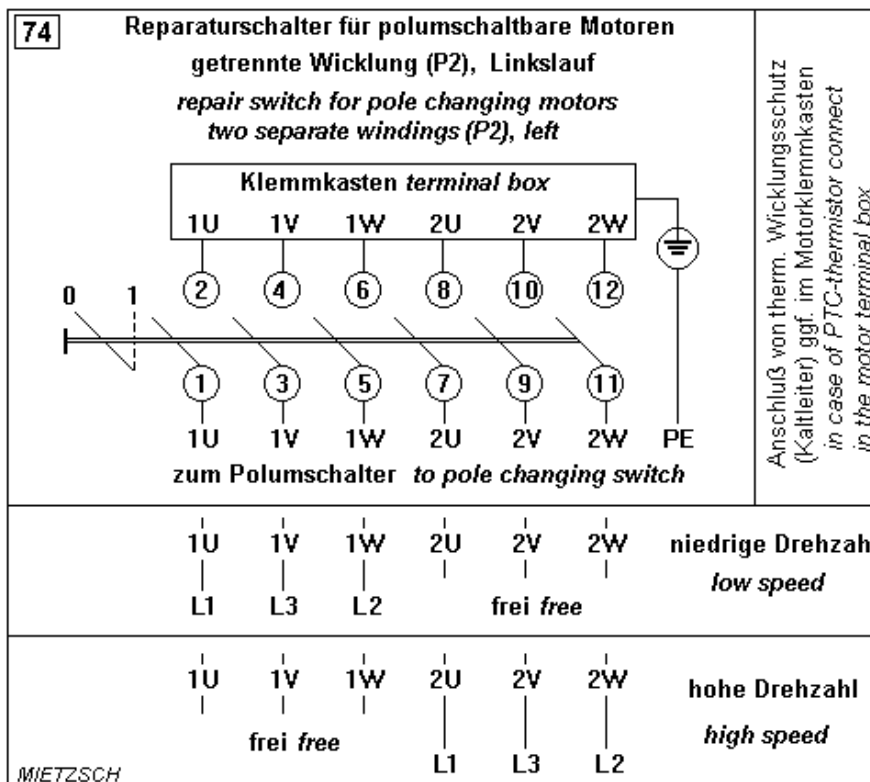 74
Reparaturschalter für polumschaltbare Motoren
getrennte Wicklung (P2), Linkslauf
repair switch for pole changing motors
two separate windings (P2), left
Klemmkasten terminal box
1U 1V 1W 2U 2V 2W
0 1 2 4 6 8 10 12
1 3 5 7 9 11
1U 1V 1W 2U 2V 2W PE
zum Polumschalter to pole changing switch
Anschluß von therm. Wicklungsschutz
(Kaltleiter) ggf. im Motorklemmkasten
in case of PTC-thermistor connect
in the motor terminal box
1U 1V 1W 2U 2V 2W niedrige Drehzah
low speed
L1 L3 L2 frei free
1U 1V 1W 2U 2V 2W hohe Drehzahl
frei free high speed
L1 L3 L2
MIETZSCH